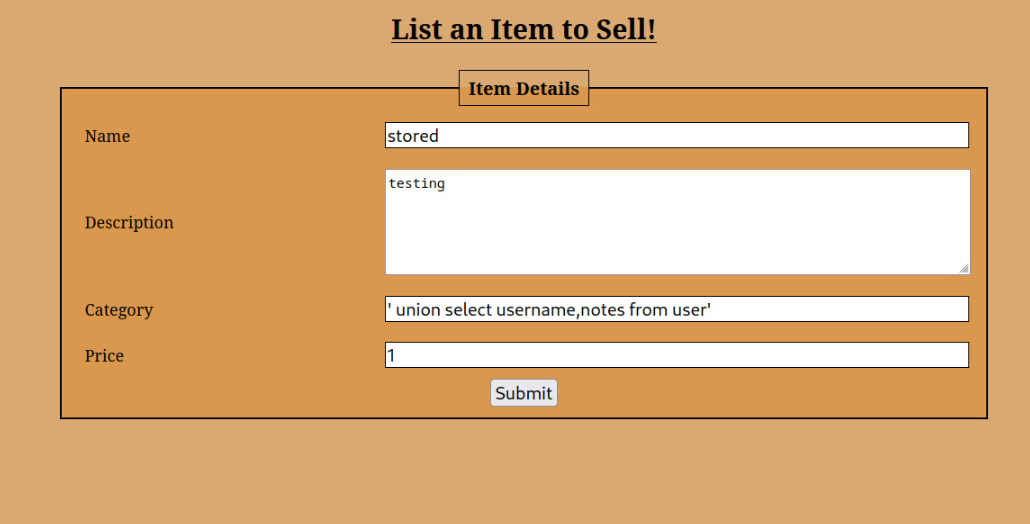 List an Item to Sell!
Item Details
Name
stored
Description
testing
Category
' union select username,notes from user'
Price
1
Submit